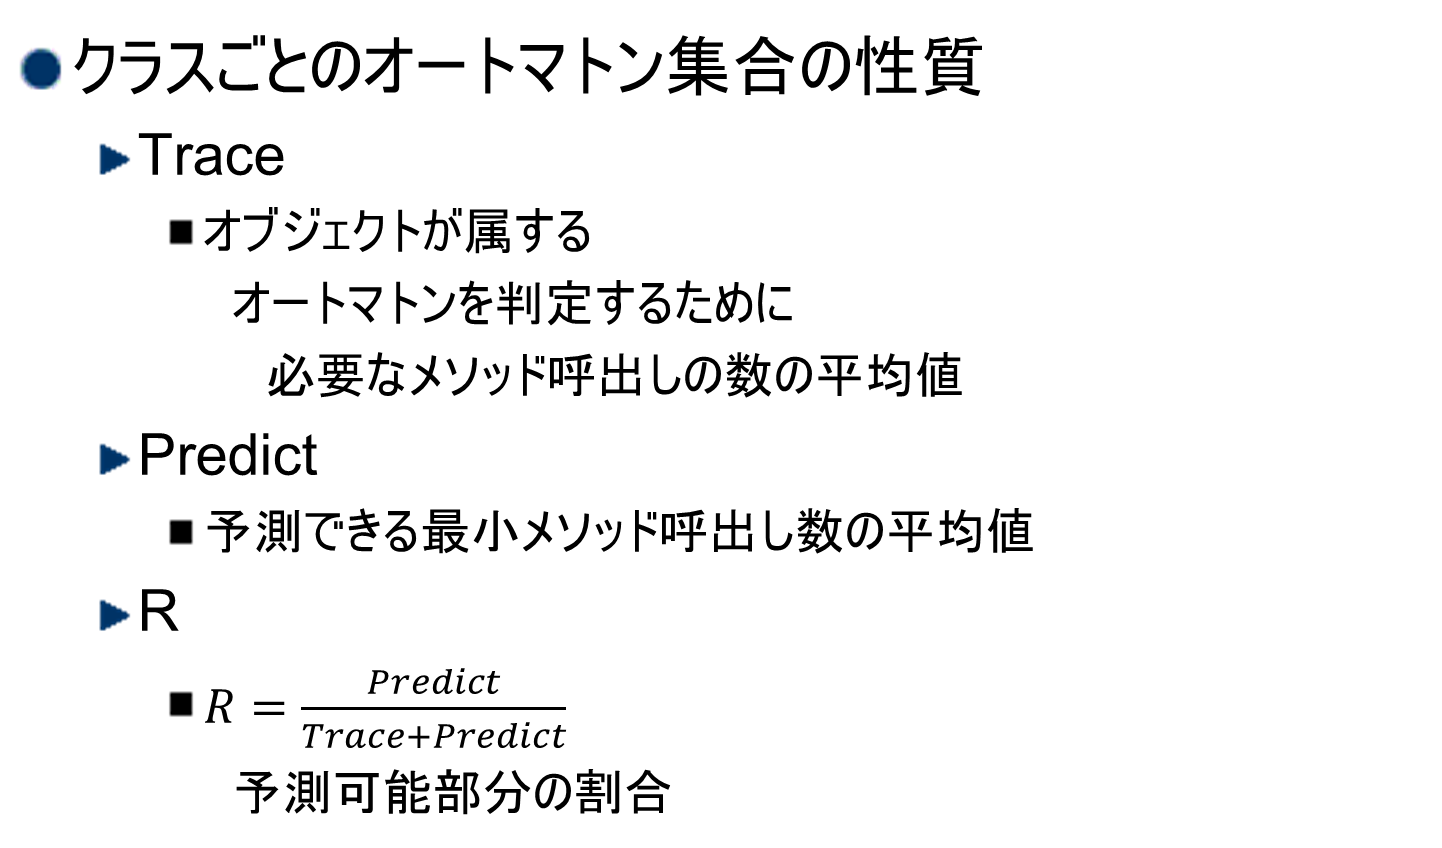 クラスごとのオートマトン集合の性質
Trace
オブジェクトが属する
オートマトンを判定するために
必要なメソッド呼出しの数の平均値
Predict
予測できる最小メソッド呼出し数の平均値
R
R = Predict / Trace+Predict
予測可能部分の割合